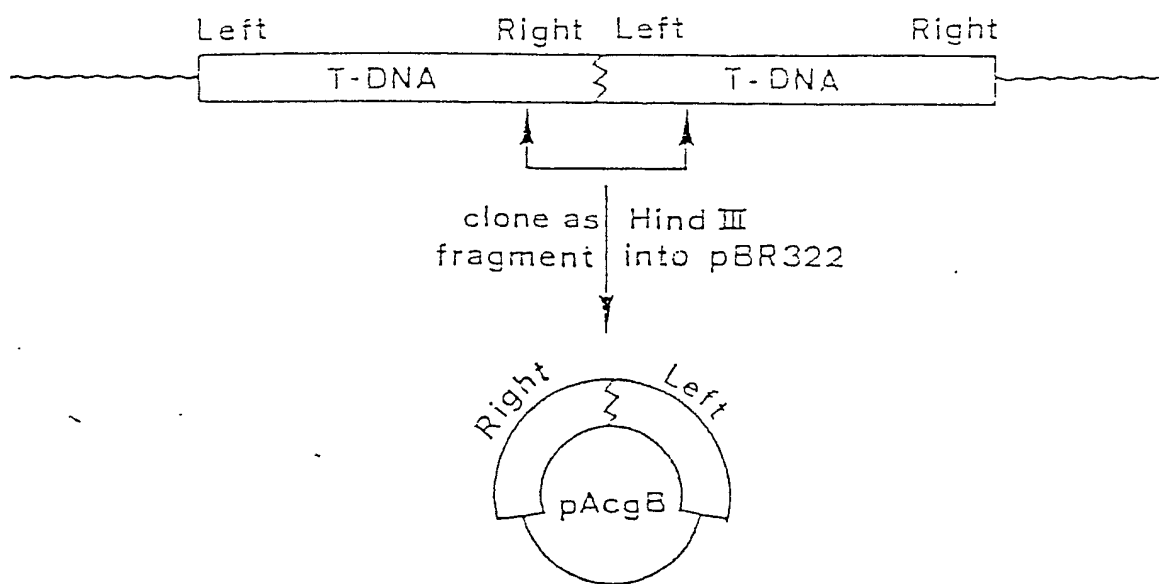 Left Right Left Right
T-DNA T-DNA
clone as Hind III
fragment into pBR322
Right Left
pAcgB